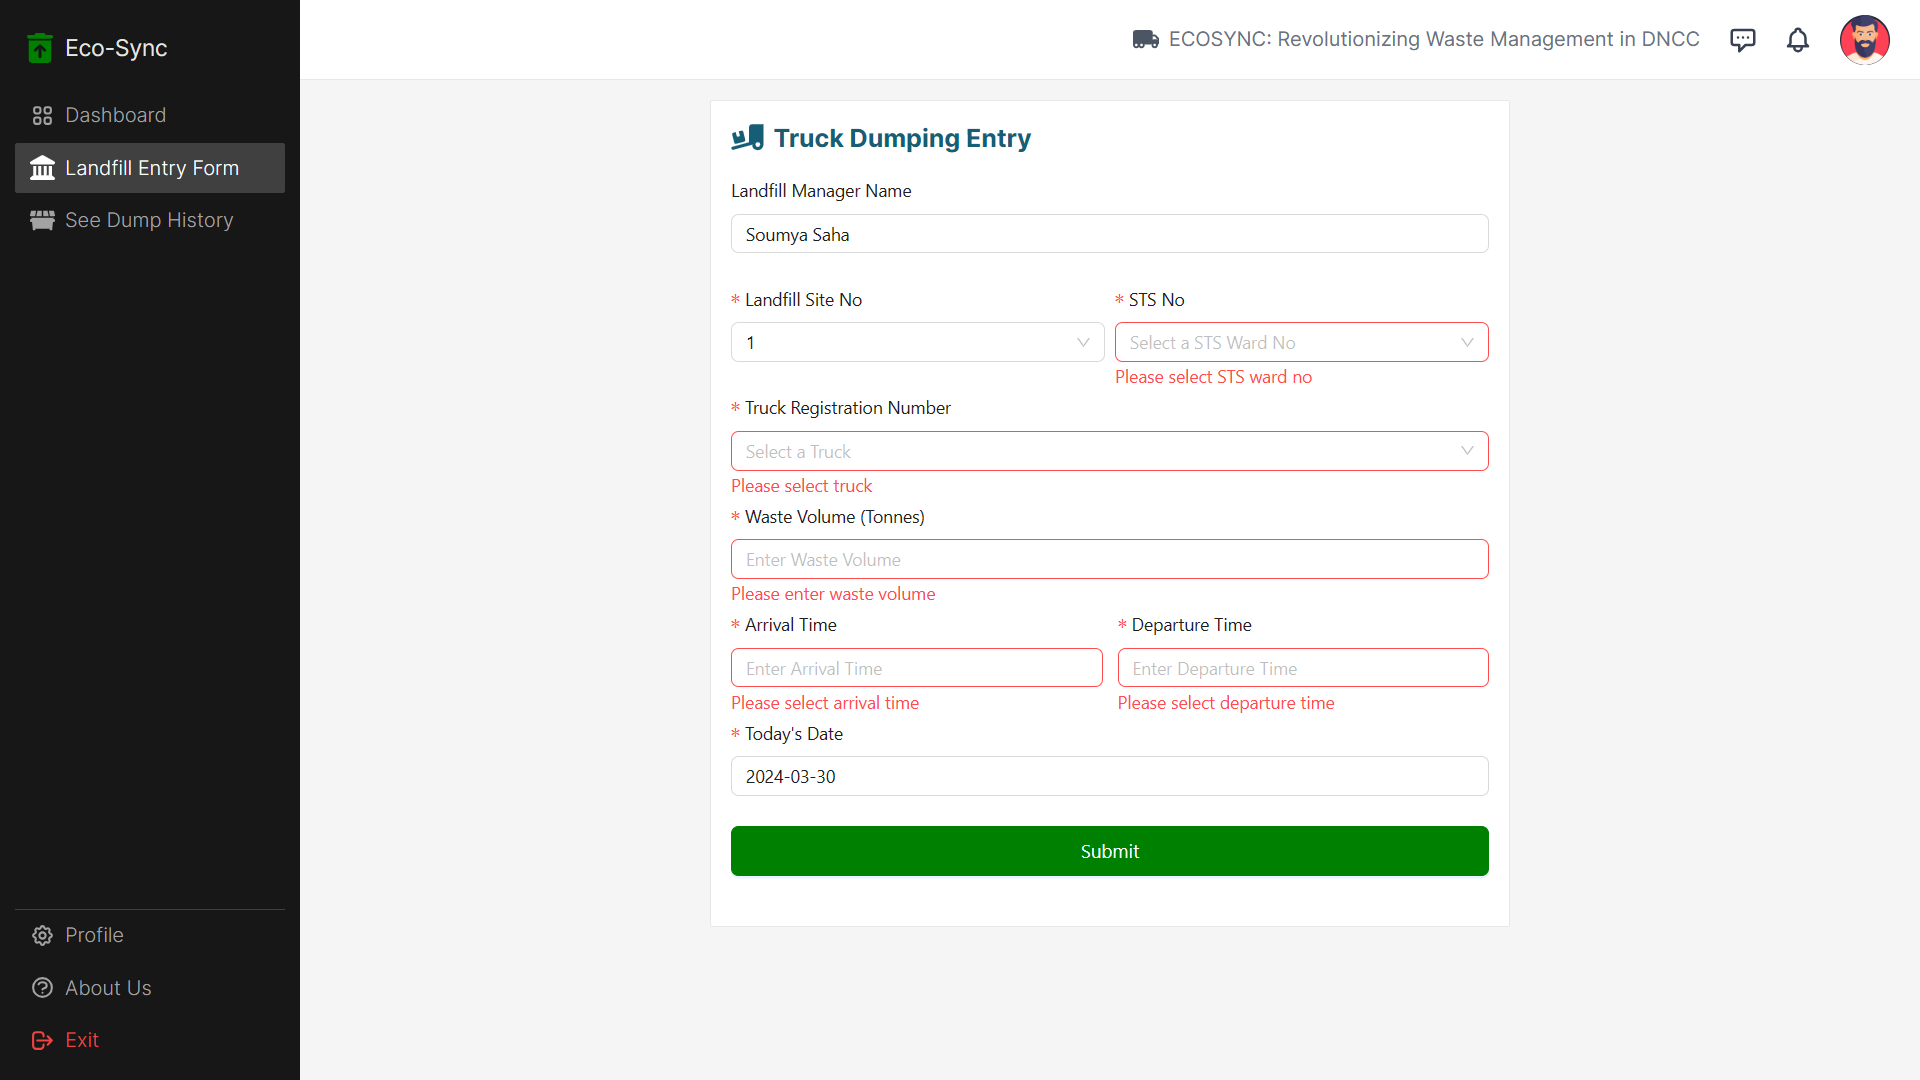 Eco-Sync
Dashboard
Landfill Entry Form
See Dump History
Profile
About Us
Exit
ECOSYNC: Revolutionizing Waste Management in DNCC
Truck Dumping Entry
Landfill Manager Name
Soumya Saha
* Landfill Site No
1
* STS No
Select a STS Ward No
Please select STS ward no
* Truck Registration Number
Select a Truck
Please select truck
* Waste Volume (Tonnes)
Enter Waste Volume
Please enter waste volume
* Arrival Time
Enter Arrival Time
Please select arrival time
* Departure Time
Enter Departure Time
Please select departure time
* Today's Date
2024-03-30
Submit